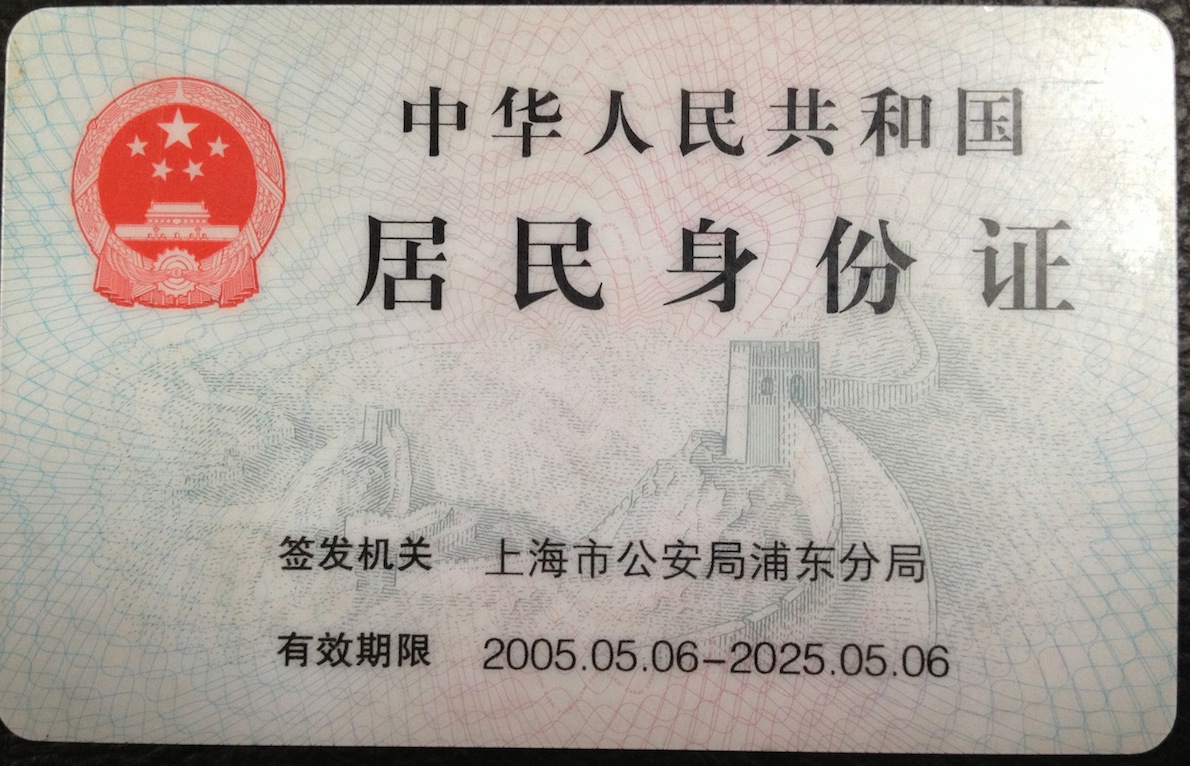 中华人民共和国
居民身份证
签发机关 上海市公安局浦东分局
有效期限 2005.05.06-2025.05.06